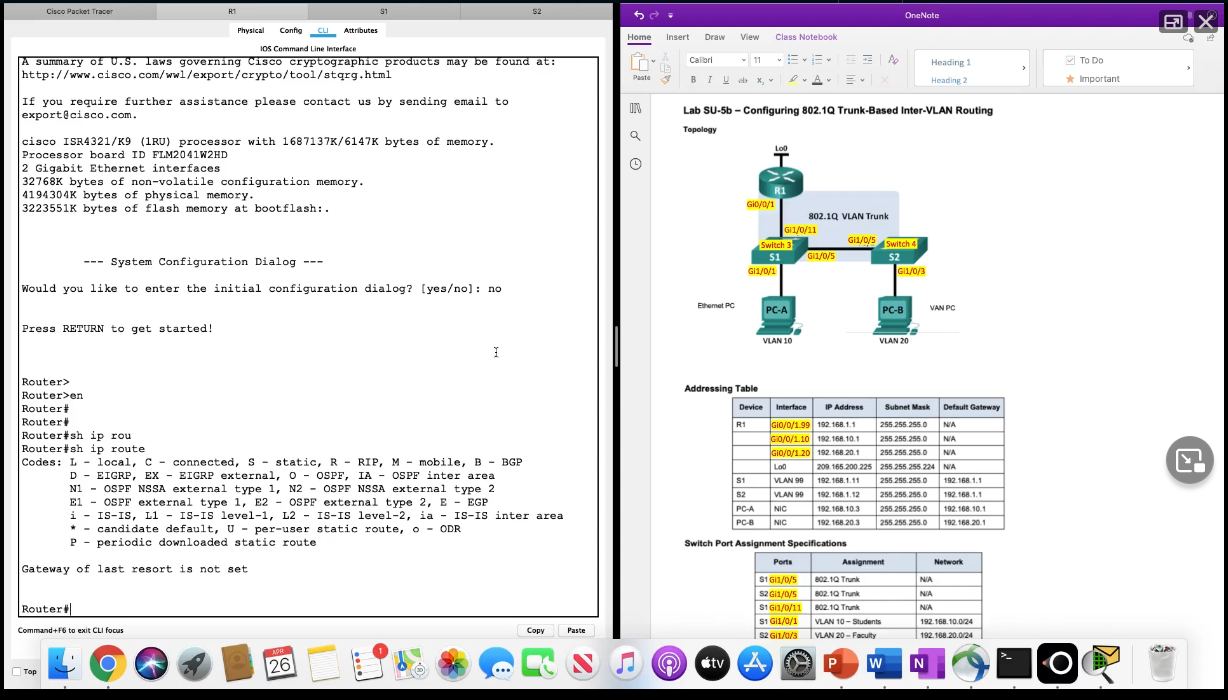 Cisco Packet Tracer
R1
S1
S2
Physical
Config
CLI
Attributes
IOS Command Line Interface
A summary of U.S. laws governing Cisco cryptographic products may be found at:
http://www.cisco.com/wwl/export/crypto/tool/stqrg.html
If you require further assistance please contact us by sending email to
export@cisco.com.
cisco ISR4321/K9 (1RU) processor with 1687137K/6147K bytes of memory.
Processor board ID FLM2041W2HD
2 Gigabit Ethernet interfaces
32768K bytes of non-volatile configuration memory.
4194304K bytes of physical memory.
3223551K bytes of flash memory at bootflash:.
--- System Configuration Dialog ---
Would you like to enter the initial configuration dialog? [yes/no]: no
Press RETURN to get started!
Router>
Router>en
Router#
Router#
Router#sh ip rou
Router#sh ip route
Codes: L - local, C - connected, S - static, R - RIP, M - mobile, B - BGP
D - EIGRP, EX - EIGRP external, O - OSPF, IA - OSPF inter area
N1 - OSPF NSSA external type 1, N2 - OSPF NSSA external type 2
E1 - OSPF external type 1, E2 - OSPF external type 2, E - EGP
i - IS-IS, L1 - IS-IS level-1, L2 - IS-IS level-2, ia - IS-IS inter area
* - candidate default, U - per-user static route, o - ODR
P - periodic downloaded static route
Gateway of last resort is not set
Router#
Command+F6 to exit CLI focus
Copy
Paste
Top
OneNote
Home
Insert
Draw
View
Class Notebook
Paste
Calibri
11
B I U ab x₂ A
Heading 1
Heading 2
To Do
Important
Lab SU-5b – Configuring 802.1Q Trunk-Based Inter-VLAN Routing
Topology
Lo0
R1
Gi0/0/1
802.1Q VLAN Trunk
Gi1/0/11
Switch 3
S1
Gi1/0/5
Gi1/0/5
Switch 4
S2
Gi1/0/1
Gi1/0/3
Ethernet PC
PC-A
PC-B
VAN PC
VLAN 10
VLAN 20
Addressing Table
Device Interface IP Address Subnet Mask Default Gateway
R1 Gi0/0/1.99 192.168.1.1 255.255.255.0 N/A
Gi0/0/1.10 192.168.10.1 255.255.255.0 N/A
Gi0/0/1.20 192.168.20.1 255.255.255.0 N/A
Lo0 209.165.200.225 255.255.255.224 N/A
S1 VLAN 99 192.168.1.11 255.255.255.0 192.168.1.1
S2 VLAN 99 192.168.1.12 255.255.255.0 192.168.1.1
PC-A NIC 192.168.10.3 255.255.255.0 192.168.10.1
PC-B NIC 192.168.20.3 255.255.255.0 192.168.20.1
Switch Port Assignment Specifications
Ports Assignment Network
S1 Gi1/0/5 802.1Q Trunk N/A
S2 Gi1/0/5 802.1Q Trunk N/A
S1 Gi1/0/11 802.1Q Trunk N/A
S1 Gi1/0/1 VLAN 10 – Students 192.168.10.0/24
S2 Gi1/0/3 VLAN 20 – Faculty 192.168.20.0/24
APR
26
1
tv
P
W
N
>_